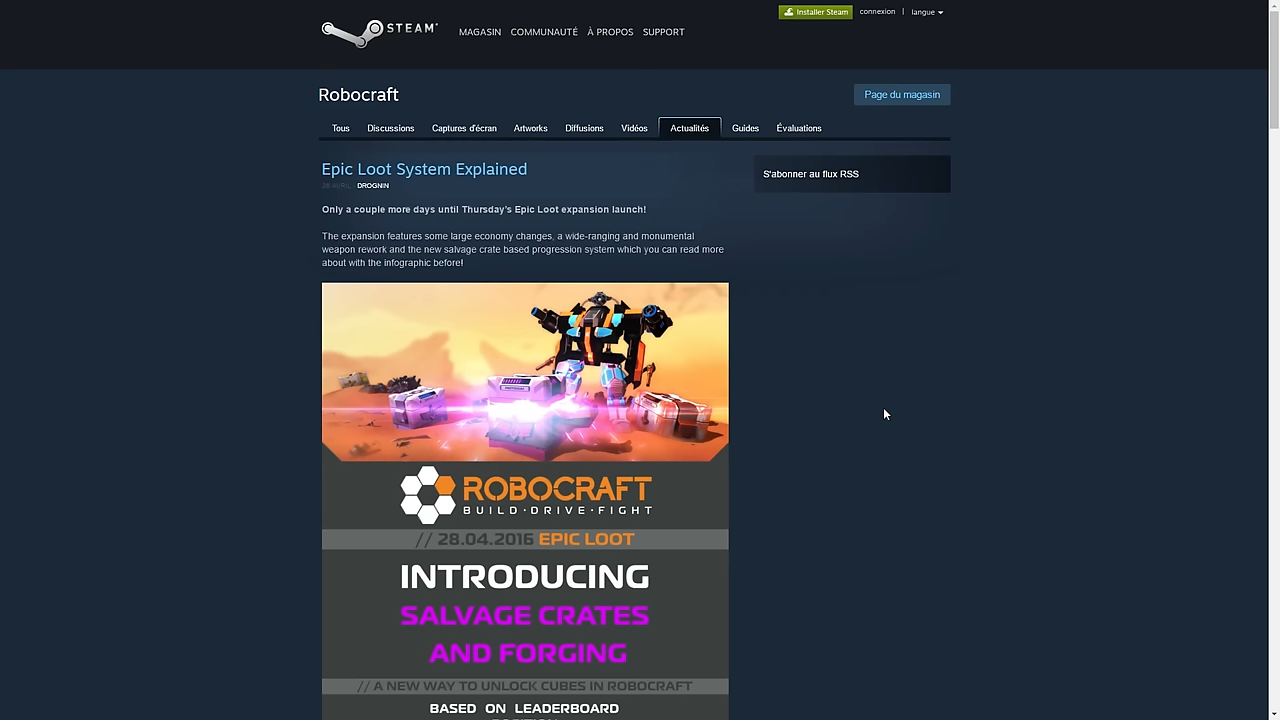 Installer Steam
connexion | langue
STEAM®
MAGASIN COMMUNAUTÉ À PROPOS SUPPORT
Robocraft
Page du magasin
Tous Discussions Captures d'écran Artworks Diffusions Vidéos Actualités Guides Évaluations
Epic Loot System Explained
S'abonner au flux RSS
26 AVRIL - DROGNIN
Only a couple more days until Thursday's Epic Loot expansion launch!
The expansion features some large economy changes, a wide-ranging and monumental
weapon rework and the new salvage crate based progression system which you can read more
about with the infographic before!
ROBOCRAFT
BUILD·DRIVE·FIGHT
// 28.04.2016 EPIC LOOT
INTRODUCING
SALVAGE CRATES
AND FORGING
// A NEW WAY TO UNLOCK CUBES IN ROBOCRAFT
BASED ON LEADERBOARD